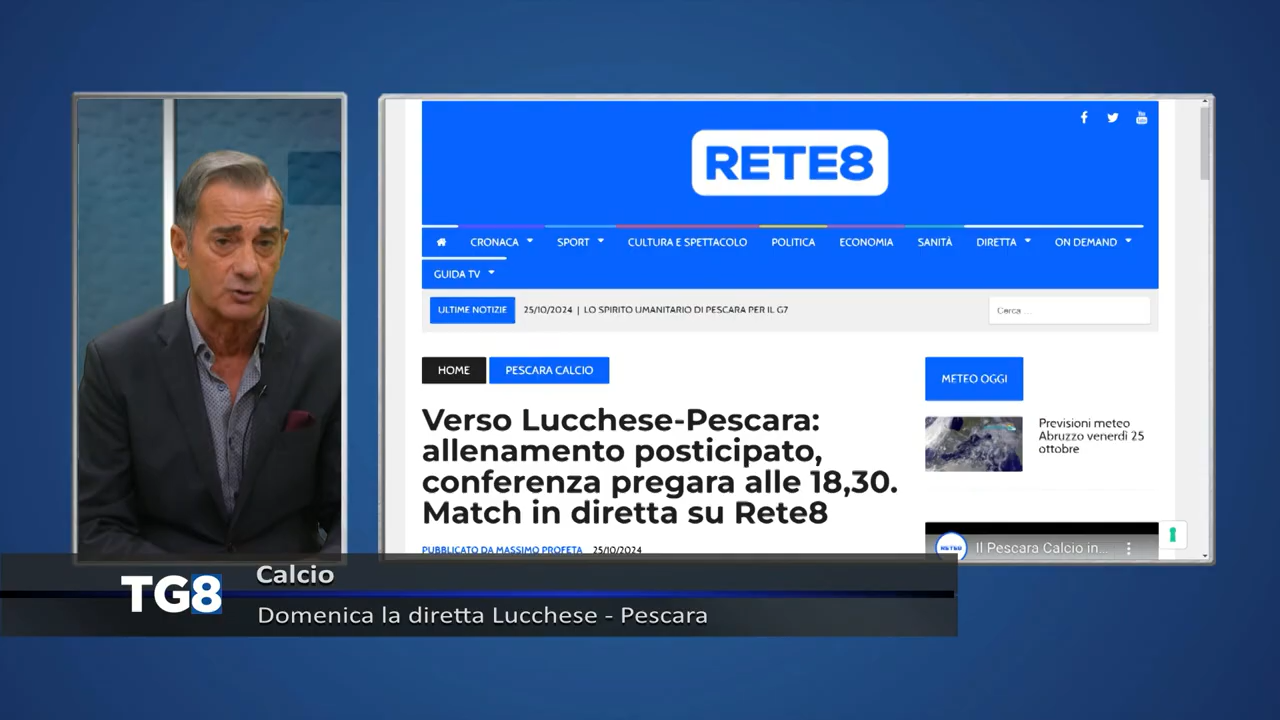 RETE8
CRONACA SPORT CULTURA E SPETTACOLO POLITICA ECONOMIA SANITÀ DIRETTA ON DEMAND
GUIDA TV
ULTIME NOTIZIE 25/10/2024 | LO SPIRITO UMANITARIO DI PESCARA PER IL G7 Cerca ...
HOME PESCARA CALCIO
METEO OGGI
Verso Lucchese-Pescara:
allenamento posticipato,
conferenza pregara alle 18,30.
Match in diretta su Rete8
Previsioni meteo
Abruzzo venerdì 25
ottobre
PUBBLICATO DA MASSIMO PROFETA 25/10/2024
RETE8 Il Pescara Calcio in...
TG8
Calcio
Domenica la diretta Lucchese - Pescara